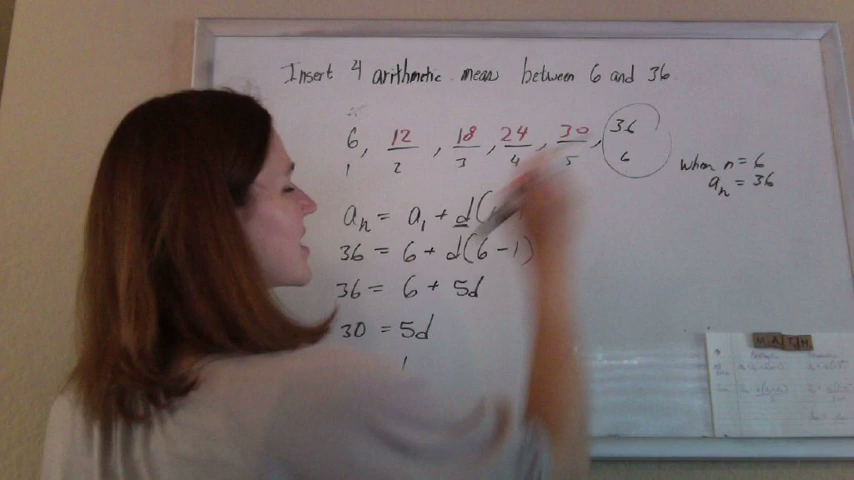 Insert 4 arithmetic means between 6 and 36
6, 12, 18, 24, 30, 36
1 2 3 4 5 6
when n = 6
aₙ = 36
aₙ = a₁ + d(
36 = 6 + d(6 - 1)
36 = 6 + 5d
30 = 5d
MATH